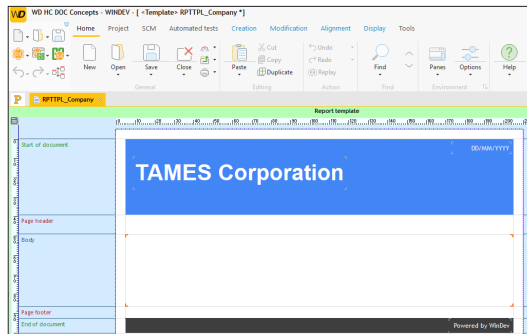 WD HC DOC Concepts - WINDEV - [ <Template> RPTTPL_Company *]
Home Project SCM Automated tests Creation Modification Alignment Display Tools
New Open Save Close Paste Cut Copy Duplicate Undo Redo Replay Find Panes Options Help
General Editing Action Find Environment
RPTTPL_Company
Report template
Start of document
DD/MM/YYYY
TAMES Corporation
Page header
Body
Page footer
End of document
Powered by WinDev